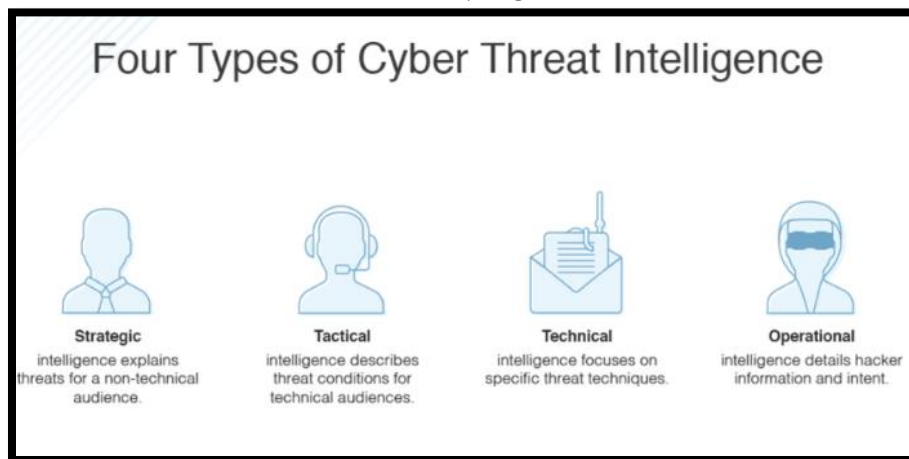 Four Types of Cyber Threat Intelligence
Strategic
intelligence explains
threats for a non-technical
audience.
Tactical
intelligence describes
threat conditions for
technical audiences.
Technical
intelligence focuses on
specific threat techniques.
Operational
intelligence details hacker
information and intent.